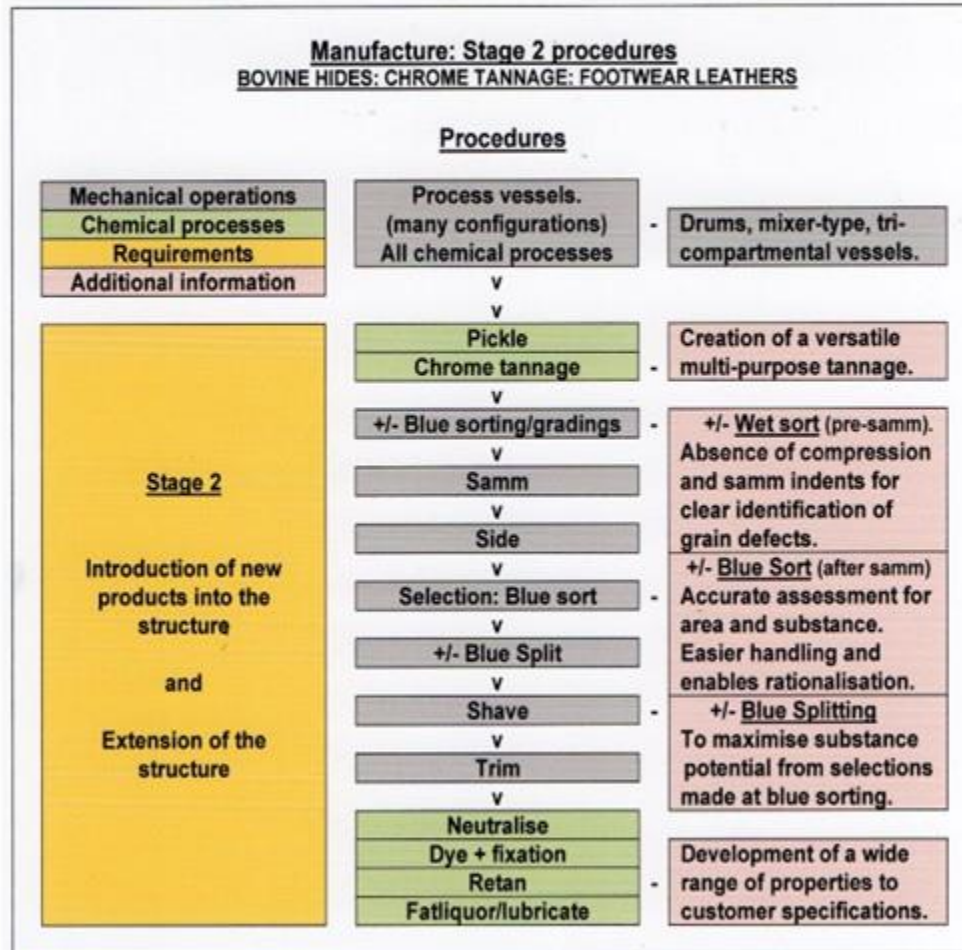 Manufacture: Stage 2 procedures
BOVINE HIDES: CHROME TANNAGE: FOOTWEAR LEATHERS
Procedures
Mechanical operations
Chemical processes
Requirements
Additional information
Process vessels.
(many configurations)
All chemical processes
-
Drums, mixer-type, tri-
compartmental vessels.
v
v
Stage 2
Introduction of new
products into the
structure
and
Extension of the
structure
Pickle
Chrome tannage
-
Creation of a versatile
multi-purpose tannage.
v
+/- Blue sorting/gradings
-
+/- Wet sort (pre-samm).
Absence of compression
and samm indents for
clear identification of
grain defects.
v
Samm
v
Side
v
Selection: Blue sort
-
+/- Blue Sort (after samm)
Accurate assessment for
area and substance.
Easier handling and
enables rationalisation.
v
+/- Blue Split
v
Shave
-
+/- Blue Splitting
To maximise substance
potential from selections
made at blue sorting.
v
Trim
v
Neutralise
Dye + fixation
Retan
Fatliquor/lubricate
-
Development of a wide
range of properties to
customer specifications.